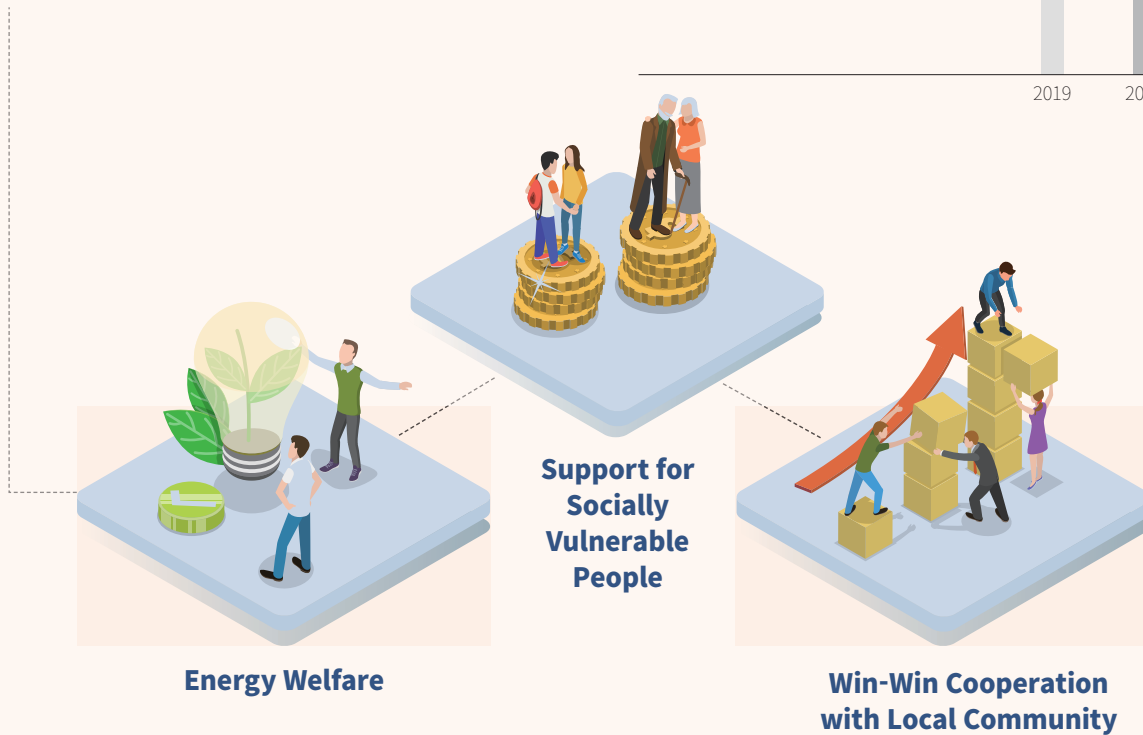 2019
Support for
Socially
Vulnerable
People
Energy Welfare
Win-Win Cooperation
with Local Community